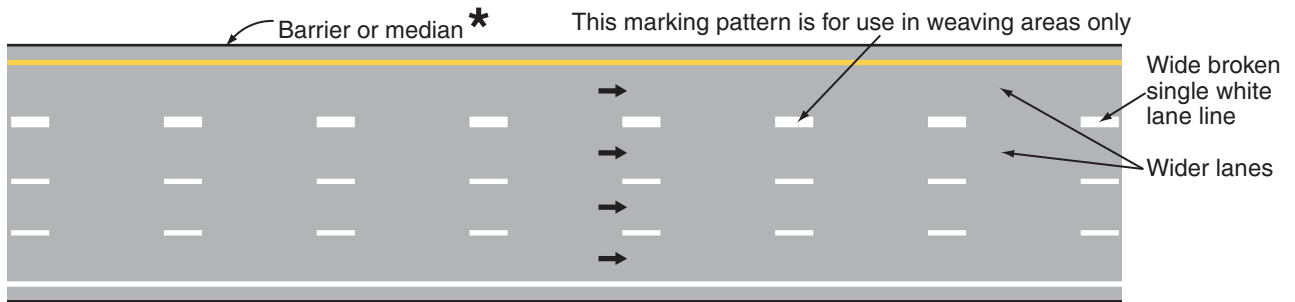 Barrier or median *
This marking pattern is for use in weaving areas only
Wide broken
single white
lane line
Wider lanes